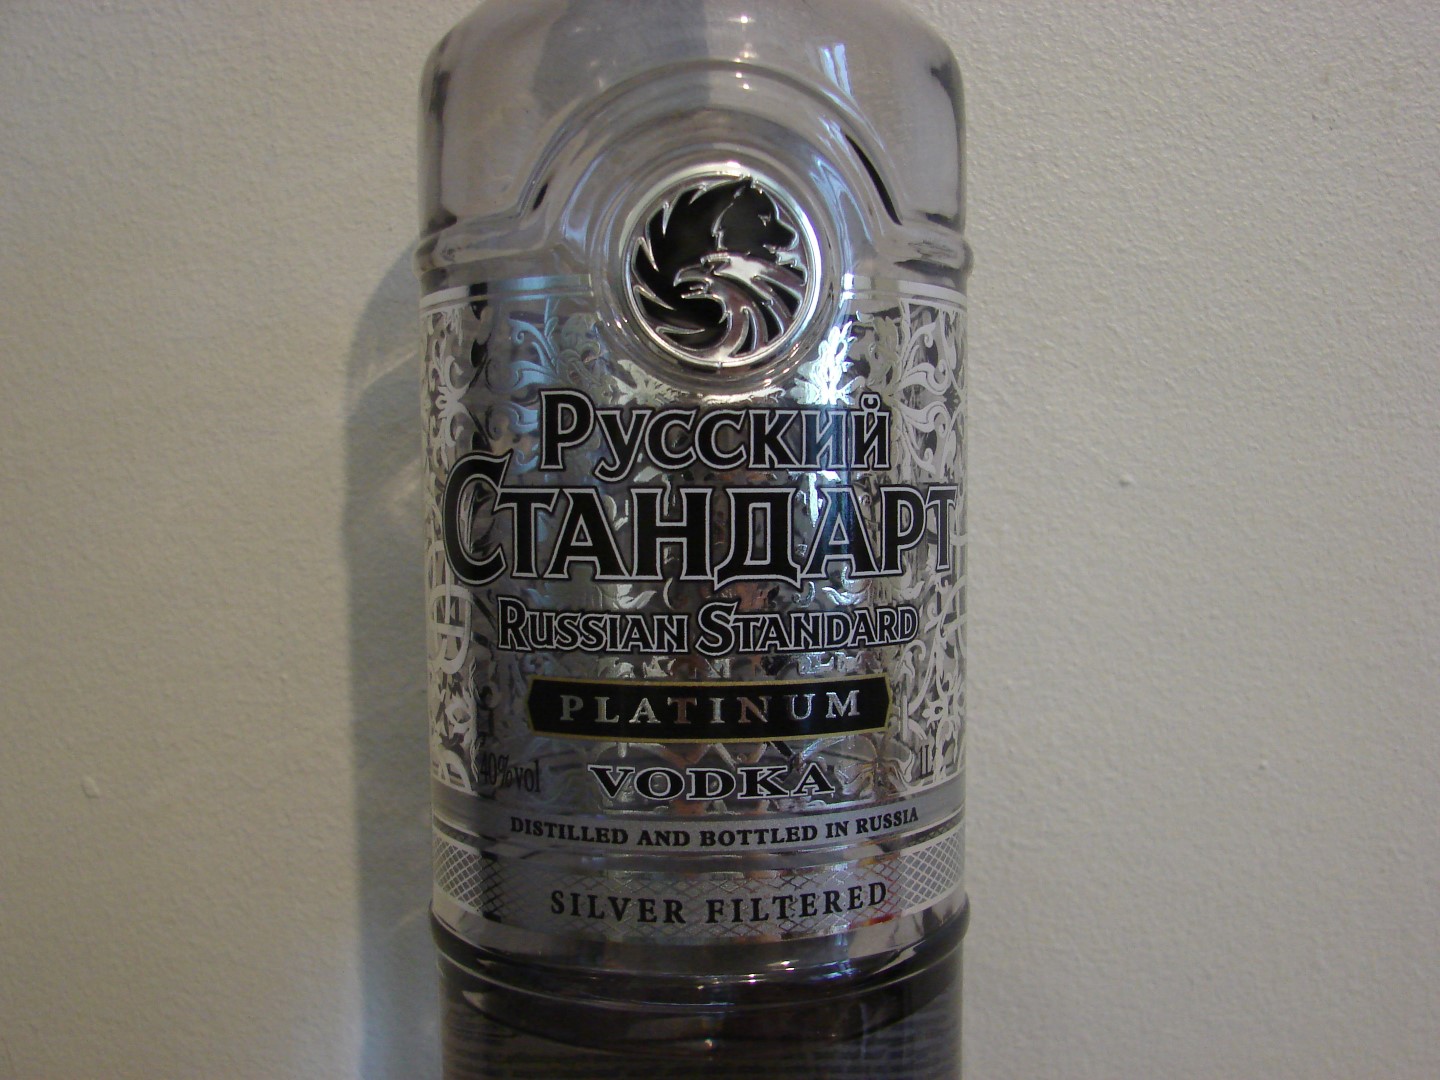 Русский
Стандарт
RUSSIAN STANDARD
PLATINUM
40%vol
VODKA
1L
DISTILLED AND BOTTLED IN RUSSIA
SILVER FILTERED